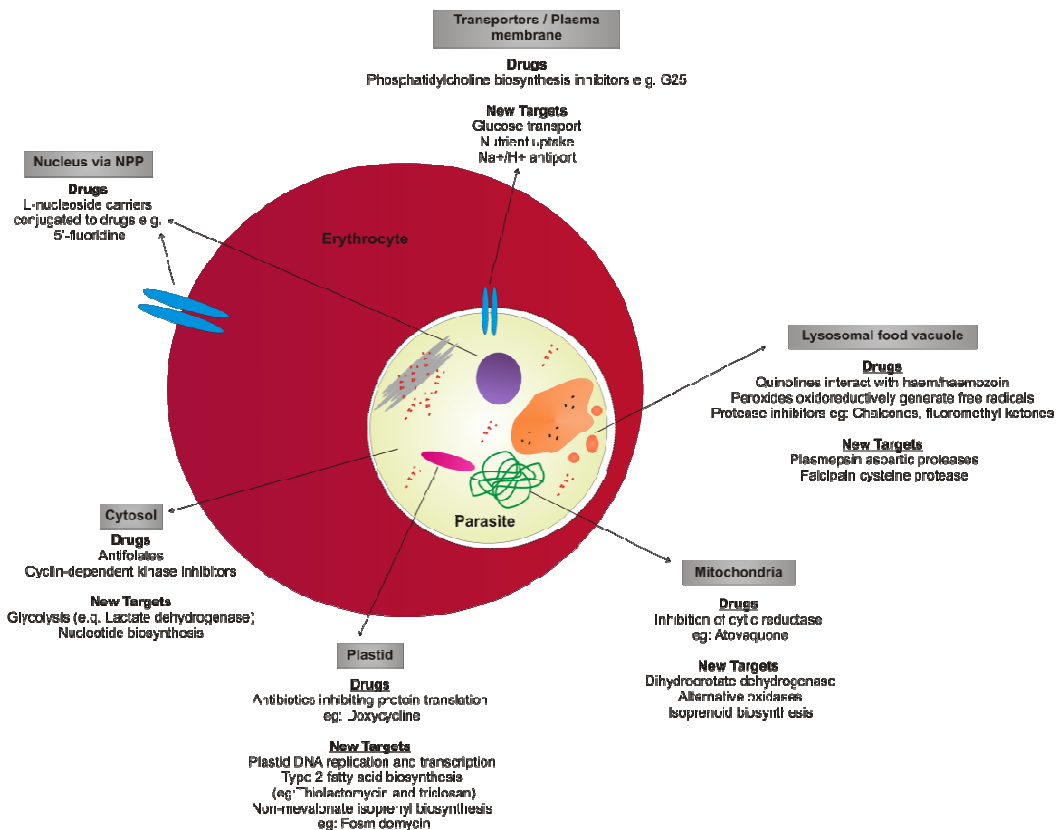 Transporters / Plasma
membrane
Drugs
Phosphatidylcholine biosynthesis inhibitors e.g. G25
New Targets
Glucose transport
Nutrient uptake
Na+/H+ antiport
Nucleus via NPP
Drugs
L-nucleoside carriers
conjugated to drugs e.g.
5'-fluoridine
Erythrocyte
Lysosomal food vacuole
Drugs
Quinolines interact with haem/haemozoin
Peroxides oxidoreductively generate free radicals
Protease inhibitors eg: Chalcones, fluoromethyl ketones
New Targets
Plasmepsin aspartic proteases
Falcipain cysteine protease
Parasite
Cytosol
Drugs
Antifolates
Cyclin-dependent kinase inhibitors
New Targets
Glycolysis (e.g. Lactate dehydrogenase)
Nucleotide biosynthesis
Mitochondria
Drugs
Inhibition of cytc reductase
eg: Atovaquone
New Targets
Dihydroorotate dehydrogenase
Alternative oxidases
Isoprenoid biosynthesis
Plastid
Drugs
Antibiotics inhibiting protein translation
eg: Doxycycline
New Targets
Plastid DNA replication and transcription
Type 2 fatty acid biosynthesis
(eg:Thiolactomycin and triclosan)
Non-mevalonate isoprenyl biosynthesis
eg: Fosmidomycin